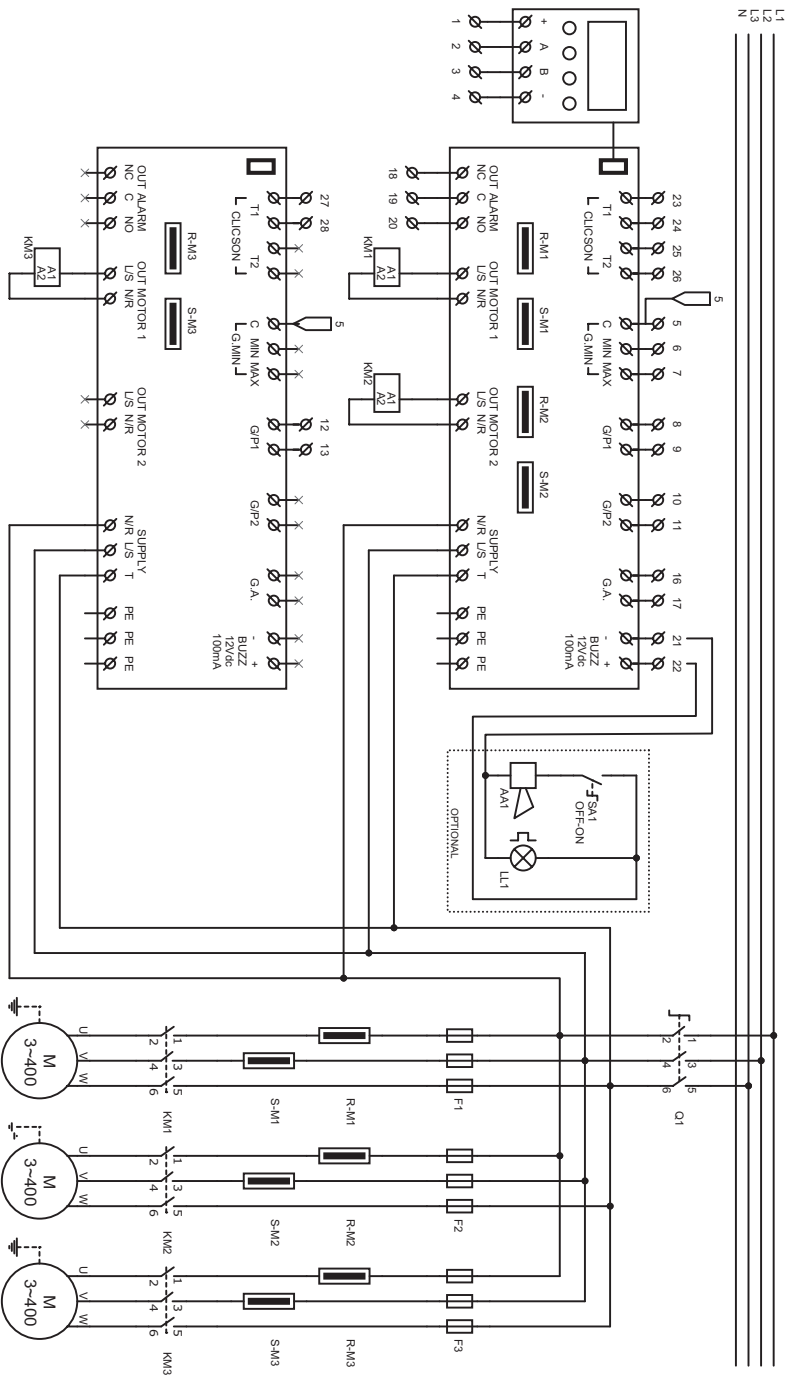 L1
L2
L3
N
+ A B -
1 2 3 4
23 24 25 26 5 6 7 8 9 10 11 16 17 21 22
5
T1 T2 C MIN MAX G/P1 G/P2 G.A. - +
CLICSON G.MIN BUZZ
12Vdc
100mA
R-M1 S-M1 R-M2 S-M2
OUT ALARM OUT MOTOR 1 OUT MOTOR 2 SUPPLY
NC C NO L/S N/R L/S N/R N/R L/S T PE PE PE
18 19 20
A1
A2
KM1
A1
A2
KM2
SA1
OFF-ON
AA1
LL1
OPTIONAL
27 28 5 12 13
T1 T2 C MIN MAX G/P1 G/P2 G.A. - +
CLICSON G.MIN BUZZ
12Vdc
100mA
R-M3 S-M3
OUT ALARM OUT MOTOR 1 OUT MOTOR 2 SUPPLY
NC C NO L/S N/R L/S N/R N/R L/S T PE PE PE
A1
A2
KM3
1 3 5
2 4 6
Q1
F1 F2 F3
R-M1 R-M2 R-M3
S-M1 S-M2 S-M3
1 3 5 1 3 5 1 3 5
2 4 6 2 4 6 2 4 6
KM1 KM2 KM3
U V W U V W U V W
M
3~400
M
3~400
M
3~400